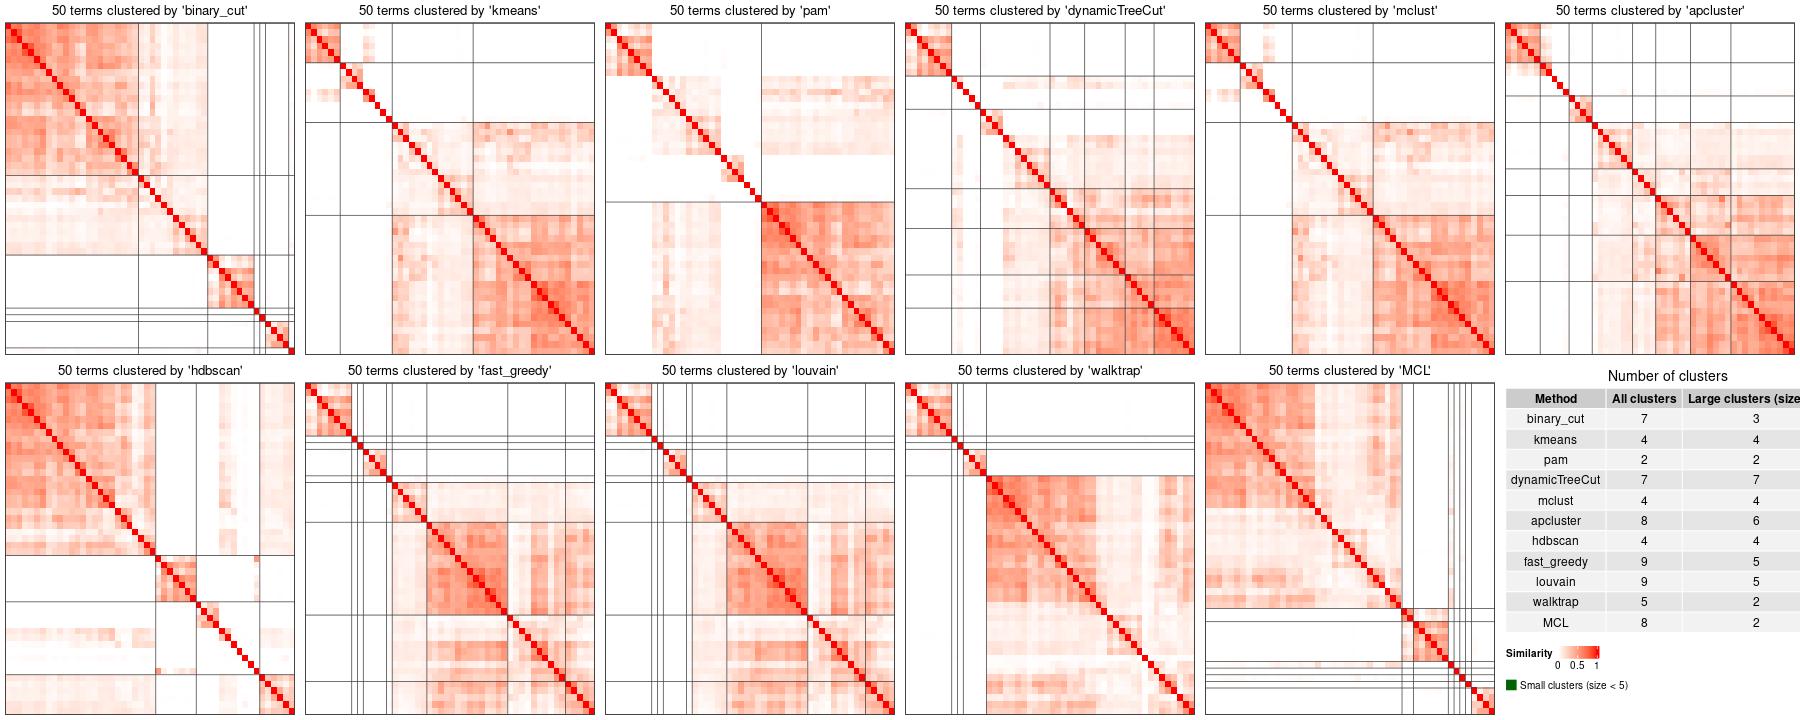 50 terms clustered by 'binary_cut'
50 terms clustered by 'kmeans'
50 terms clustered by 'pam'
50 terms clustered by 'dynamicTreeCut'
50 terms clustered by 'mclust'
50 terms clustered by 'apcluster'
50 terms clustered by 'hdbscan'
50 terms clustered by 'fast_greedy'
50 terms clustered by 'louvain'
50 terms clustered by 'walktrap'
50 terms clustered by 'MCL'
Number of clusters
Method All clusters Large clusters (size
binary_cut 7 3
kmeans 4 4
pam 2 2
dynamicTreeCut 7 7
mclust 4 4
apcluster 8 6
hdbscan 4 4
fast_greedy 9 5
louvain 9 5
walktrap 5 2
MCL 8 2
Similarity
0 0.5 1
Small clusters (size < 5)